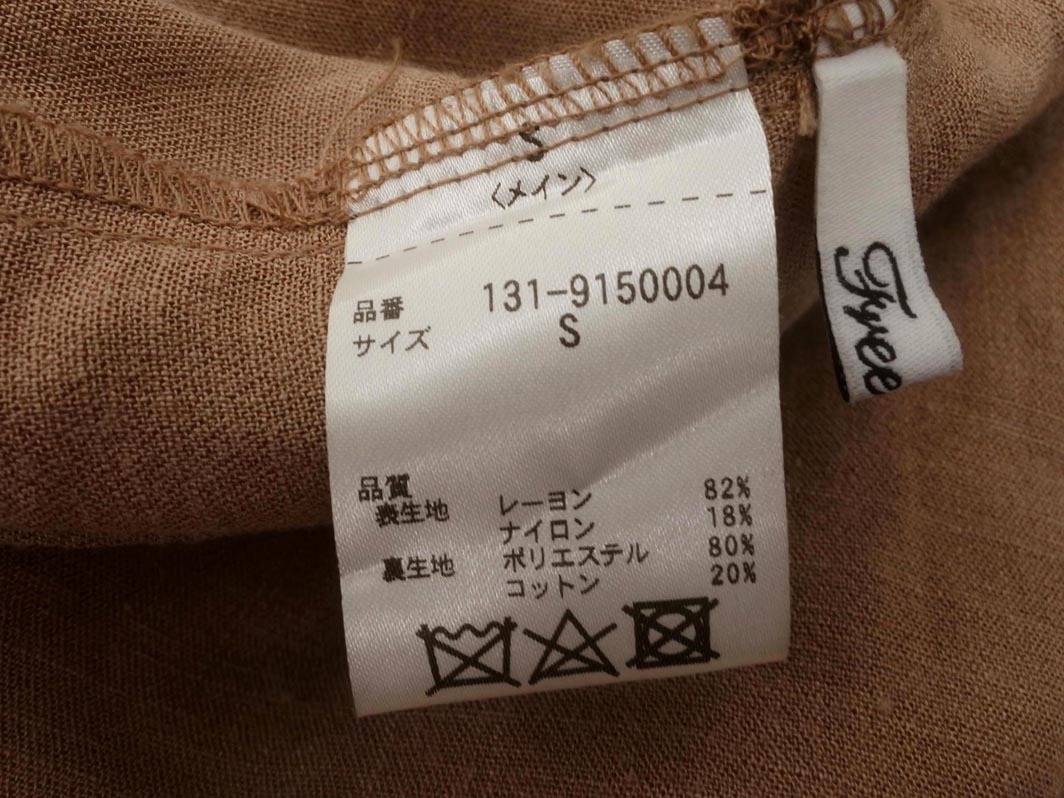 S
〈メイン〉
品番 131-9150004
サイズ S
品質
表生地 レーヨン 82%
ナイロン 18%
裏生地 ポリエステル 80%
コットン 20%